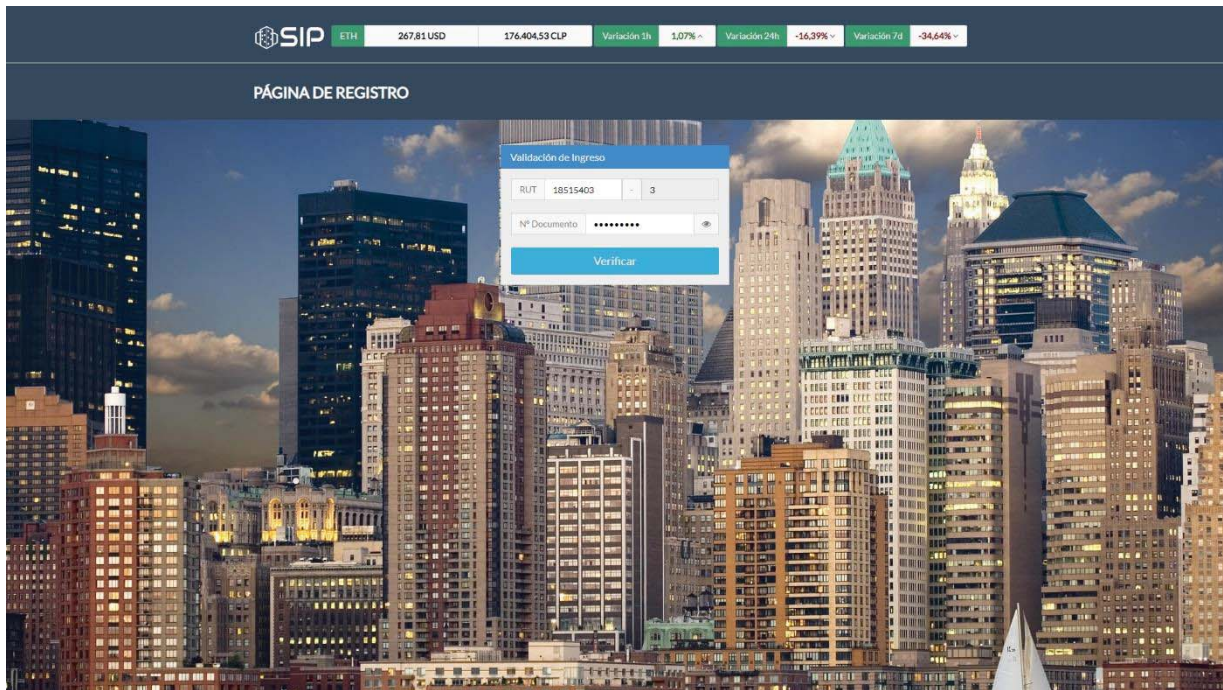 SIP ETH 267,81 USD 176.404,53 CLP Variación 1h 1,07% Variación 24h -16,39% Variación 7d -34,64%
PÁGINA DE REGISTRO
Validación de Ingreso
RUT 18515403 - 3
Nº Documento •••••••••
Verificar